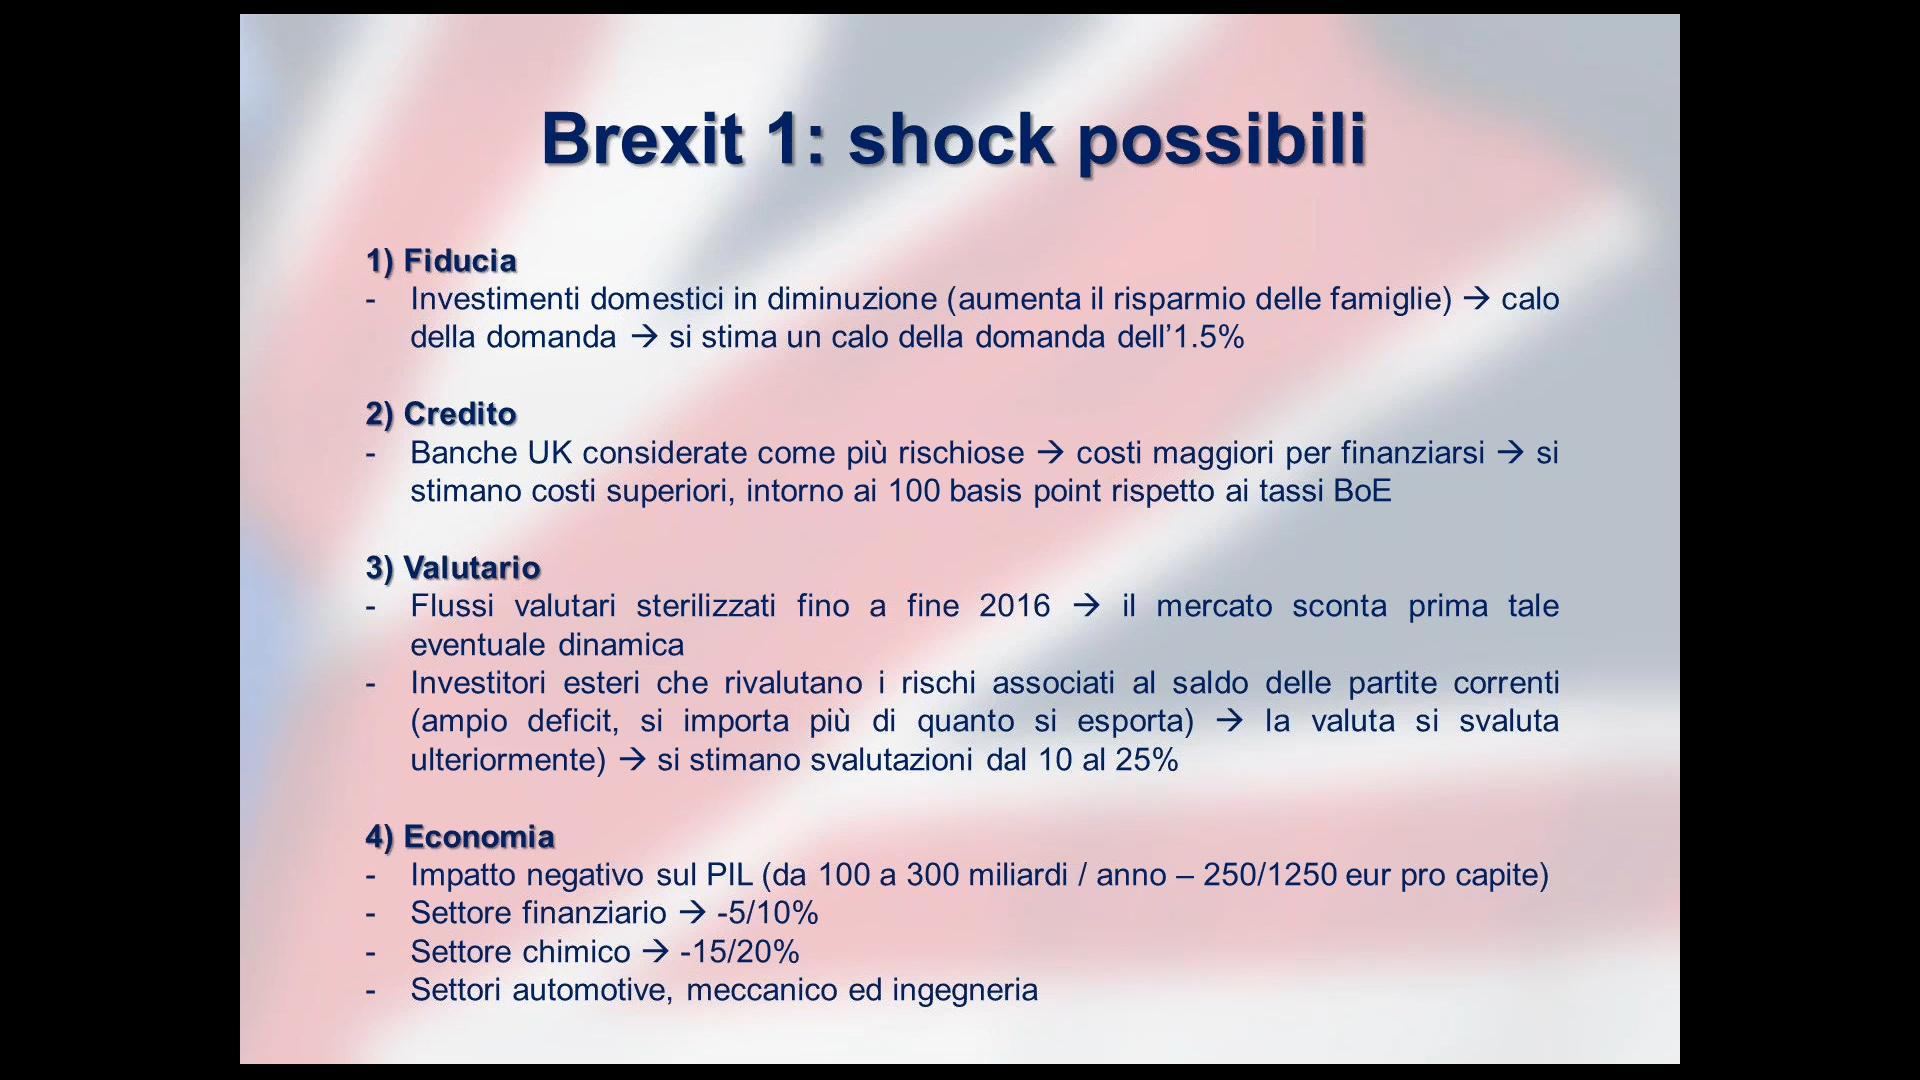 Brexit 1: shock possibili
1) Fiducia
- Investimenti domestici in diminuzione (aumenta il risparmio delle famiglie) → calo
della domanda → si stima un calo della domanda dell’1.5%
2) Credito
- Banche UK considerate come più rischiose → costi maggiori per finanziarsi → si
stimano costi superiori, intorno ai 100 basis point rispetto ai tassi BoE
3) Valutario
- Flussi valutari sterilizzati fino a fine 2016 → il mercato sconta prima tale
eventuale dinamica
- Investitori esteri che rivalutano i rischi associati al saldo delle partite correnti
(ampio deficit, si importa più di quanto si esporta) → la valuta si svaluta
ulteriormente) → si stimano svalutazioni dal 10 al 25%
4) Economia
- Impatto negativo sul PIL (da 100 a 300 miliardi / anno – 250/1250 eur pro capite)
- Settore finanziario → -5/10%
- Settore chimico → -15/20%
- Settori automotive, meccanico ed ingegneria